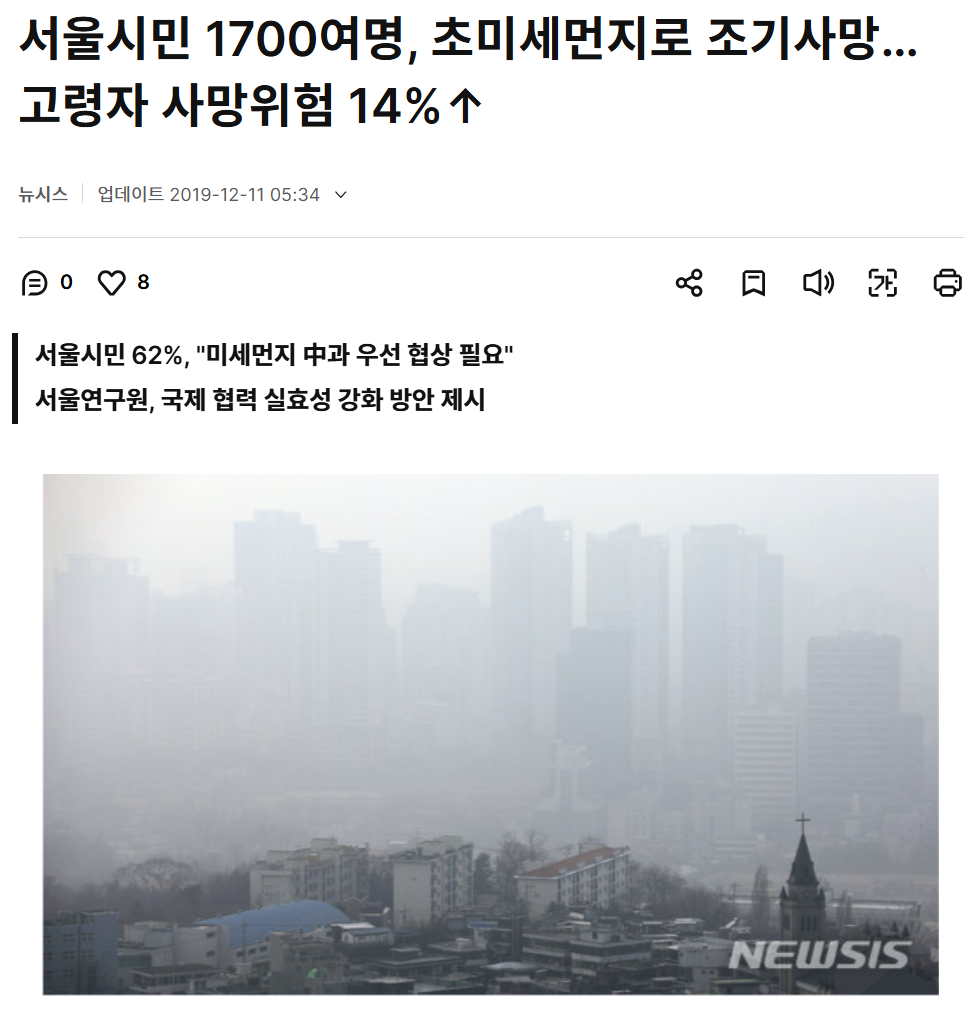 서울시민 1700여명, 초미세먼지로 조기사망…
고령자 사망위험 14%↑
뉴시스
업데이트 2019-12-11 05:34
0
8
가
서울시민 62%, "미세먼지 中과 우선 협상 필요"
서울연구원, 국제 협력 실효성 강화 방안 제시
NEWSIS